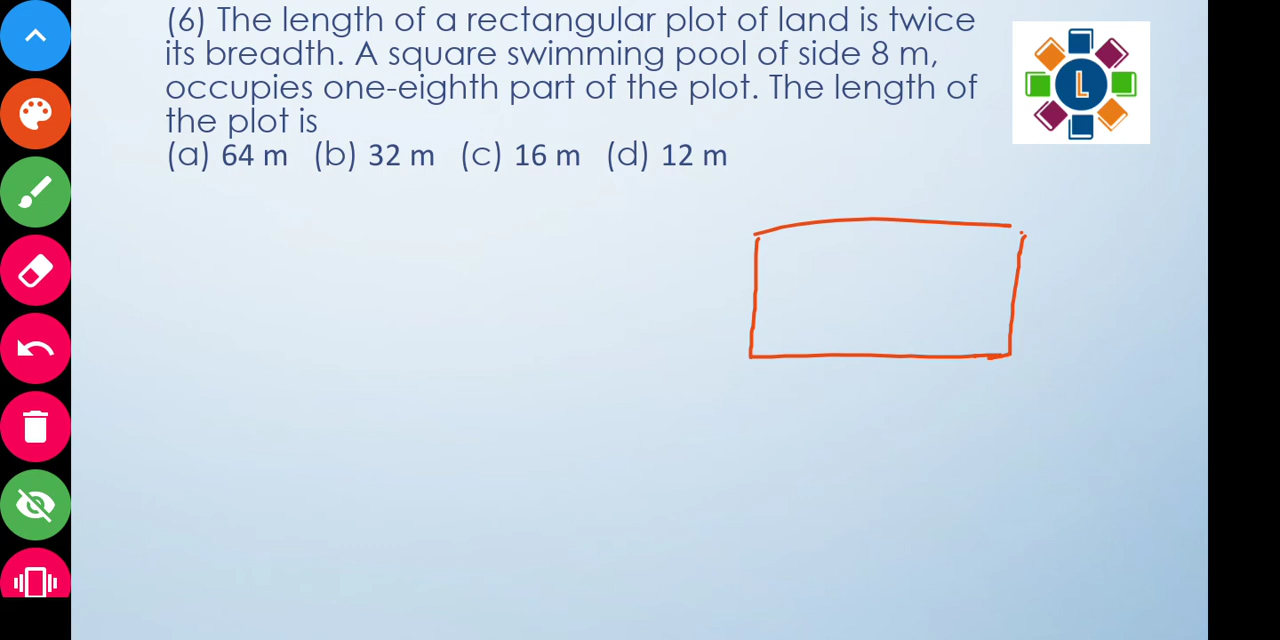 (6) The length of a rectangular plot of land is twice
its breadth. A square swimming pool of side 8 m,
occupies one-eighth part of the plot. The length of
the plot is
(a) 64 m (b) 32 m (c) 16 m (d) 12 m
L